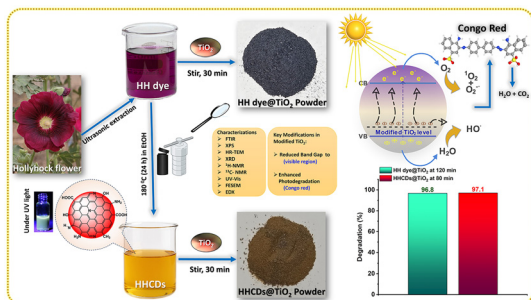 HH dye
TiO2
Stir, 30 min
HH dye@TiO2 Powder
Hollyhock flower
Ultrasonic extraction
180 °C (24 h) in EtOH
Characterizations
FTIR
XPS
HR-TEM
XRD
¹H-NMR
¹³C- NMR
UV-Vis
FESEM
EDX
Key Modifications in
Modified TiO2:
Reduced Band Gap to
(visible region)
Enhanced
Photodegradation
(Congo red)
Under UV light
HOOC
NH2
COOH
HHCDs
TiO2
Stir, 30 min
HHCDs@TiO2 Powder
Congo Red
O2
¹O2
+
O2•-
H2O + CO2
CB
VB
Modified TiO2 level
HO•
H2O
HH dye@TiO2 at 120 min
HHCDs@TiO2 at 80 min
96.8
97.1
Degradation (%)
100
80
60
40
20
0